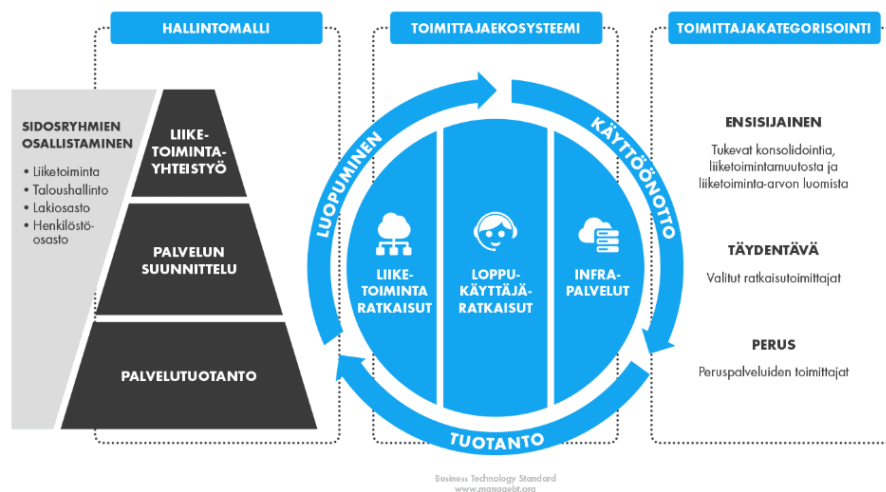 HALLINTOMALLI
TOIMITTAJAEKOSYSTEEMI
TOIMITTAJAKATEGORISOINTI
SIDOSRYHMIEN
OSALLISTAMINEN
• Liiketoiminta
• Taloushallinto
• Lakiosasto
• Henkilöstö-
osasto
LIIKE-
TOIMINTA-
YHTEISTYÖ
PALVELUN
SUUNNITTELU
PALVELUTUOTANTO
LUOPUMINEN
KÄYTTÖÖNOTTO
TUOTANTO
LIIKE-
TOIMINTA
RATKAISUT
LOPPU-
KÄYTTÄJÄ-
RATKAISUT
INFRA-
PALVELUT
ENSISIJAINEN
Tukevat konsolidointia,
liiketoimintamuutosta ja
liiketoiminta-arvon luomista
TÄYDENTÄVÄ
Valitut ratkaisutoimittajat
PERUS
Peruspalveluiden toimittajat
Business Technology Standard
www.managebt.org